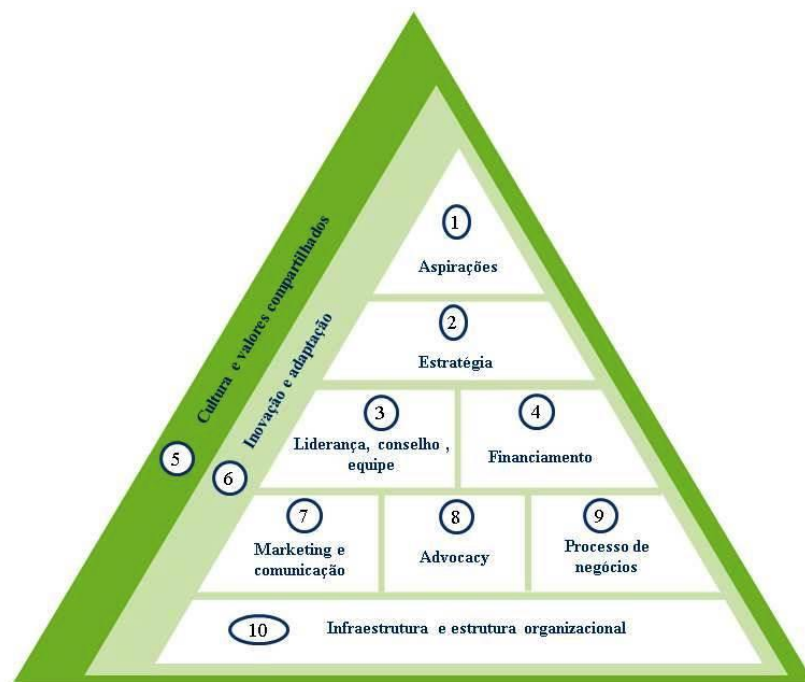 1
Aspirações
2
Estratégia
3
Liderança, conselho ,
equipe
4
Financiamento
5
Cultura e valores compartilhados
6
Inovação e adaptação
7
Marketing e
comunicação
8
Advocacy
9
Processo de
negócios
10
Infraestrutura e estrutura organizacional